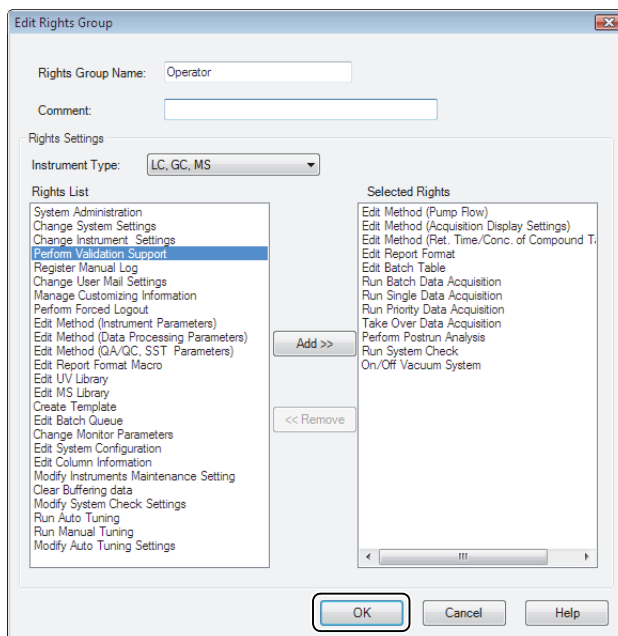 Edit Rights Group
Rights Group Name: Operator
Comment:
Rights Settings
Instrument Type: LC, GC, MS
Rights List
System Administration
Change System Settings
Change Instrument Settings
Perform Validation Support
Register Manual Log
Change User Mail Settings
Manage Customizing Information
Perform Forced Logout
Edit Method (Instrument Parameters)
Edit Method (Data Processing Parameters)
Edit Method (QA/QC, SST Parameters)
Edit Report Format Macro
Edit UV Library
Edit MS Library
Create Template
Edit Batch Queue
Change Monitor Parameters
Edit System Configuration
Edit Column Information
Modify Instruments Maintenance Setting
Clear Buffering data
Modify System Check Settings
Run Auto Tuning
Run Manual Tuning
Modify Auto Tuning Settings
Add >>
<< Remove
Selected Rights
Edit Method (Pump Flow)
Edit Method (Acquisition Display Settings)
Edit Method (Ret. Time/Conc. of Compound Ta
Edit Report Format
Edit Batch Table
Run Batch Data Acquisition
Run Single Data Acquisition
Run Priority Data Acquisition
Take Over Data Acquisition
Perform Postrun Analysis
Run System Check
On/Off Vacuum System
OK
Cancel
Help